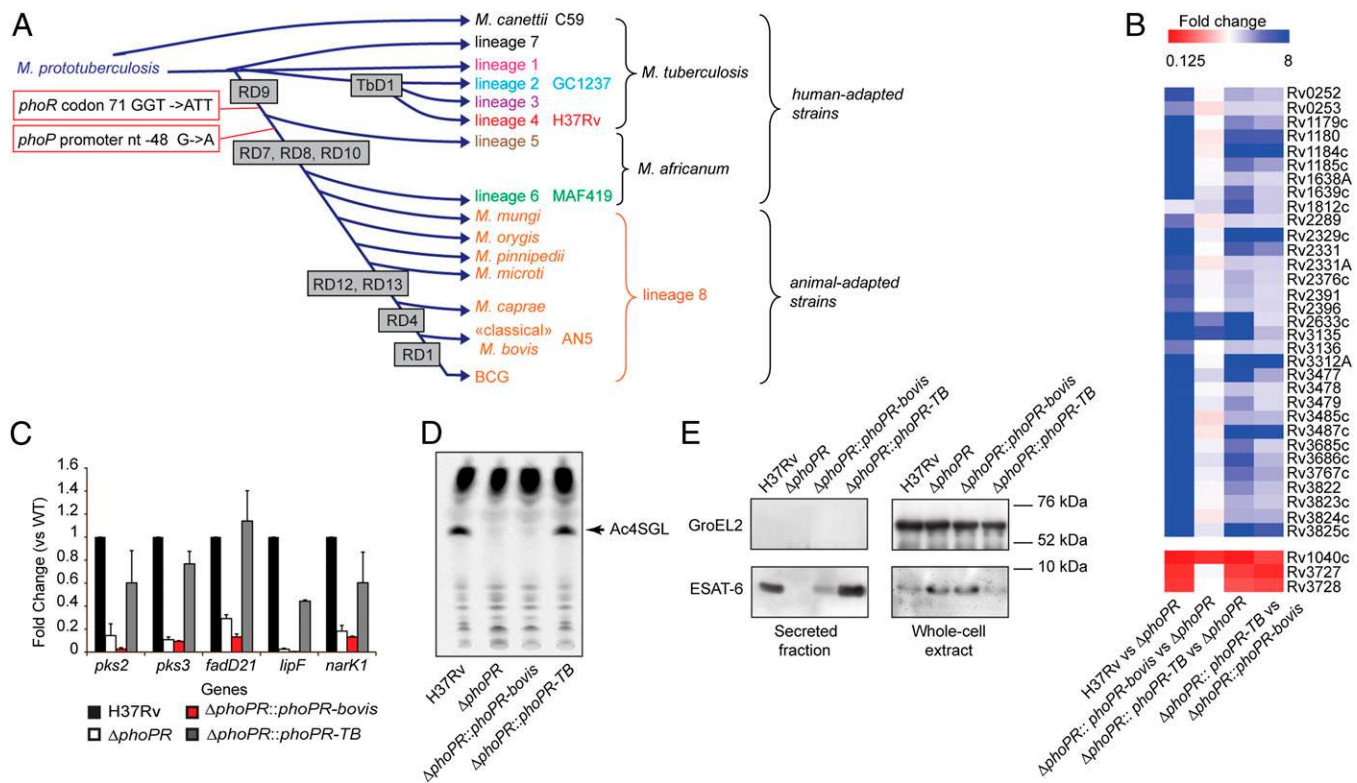 A
M. prototuberculosis
phoR codon 71 GGT ->ATT
phoP promoter nt -48 G->A
RD9
TbD1
RD7, RD8, RD10
RD12, RD13
RD4
RD1
M. canettii C59
lineage 7
lineage 1
lineage 2 GC1237
lineage 3
lineage 4 H37Rv
lineage 5
lineage 6 MAF419
M. mungi
M. orygis
M. pinnipedii
M. microti
M. caprae
«classical»
M. bovis AN5
BCG
M. tuberculosis
M. africanum
lineage 8
human-adapted
strains
animal-adapted
strains
B
Fold change
0.125 8
Rv0252
Rv0253
Rv1179c
Rv1180
Rv1184c
Rv1185c
Rv1638A
Rv1639c
Rv1812c
Rv2289
Rv2329c
Rv2331
Rv2331A
Rv2376c
Rv2391
Rv2396
Rv2633c
Rv3135
Rv3136
Rv3312A
Rv3477
Rv3478
Rv3479
Rv3485c
Rv3487c
Rv3685c
Rv3686c
Rv3767c
Rv3822
Rv3823c
Rv3824c
Rv3825c
Rv1040c
Rv3727
Rv3728
H37Rv vs ΔphoPR
ΔphoPR:: phoPR-bovis vs ΔphoPR
ΔphoPR:: phoPR-TB vs ΔphoPR
ΔphoPR:: phoPR-TB vs
ΔphoPR::phoPR-bovis
C
Fold Change (vs WT)
1.6
1.4
1.2
1
0.8
0.6
0.4
0.2
0
pks2 pks3 fadD21 lipF narK1
Genes
H37Rv
ΔphoPR::phoPR-bovis
ΔphoPR
ΔphoPR::phoPR-TB
D
Ac4SGL
H37Rv
ΔphoPR
ΔphoPR::phoPR-bovis
ΔphoPR::phoPR-TB
E
H37Rv
ΔphoPR
ΔphoPR::phoPR-bovis
ΔphoPR::phoPR-TB
H37Rv
ΔphoPR
ΔphoPR::phoPR-bovis
ΔphoPR::phoPR-TB
GroEL2
76 kDa
52 kDa
10 kDa
ESAT-6
Secreted
fraction
Whole-cell
extract